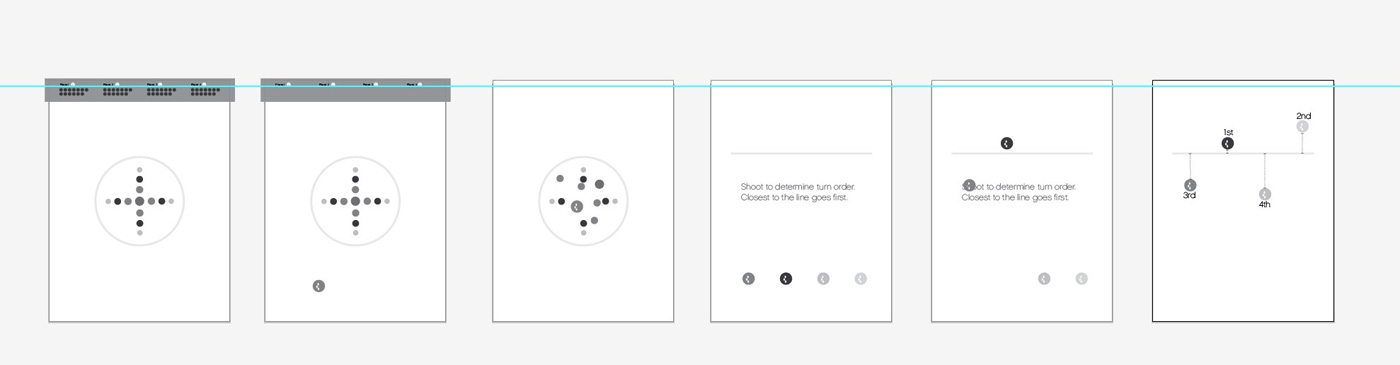 Shoot to determine turn order.
Closest to the line goes first.
oot to determine turn order.
Closest to the line goes first.
1st
2nd
3rd
4th